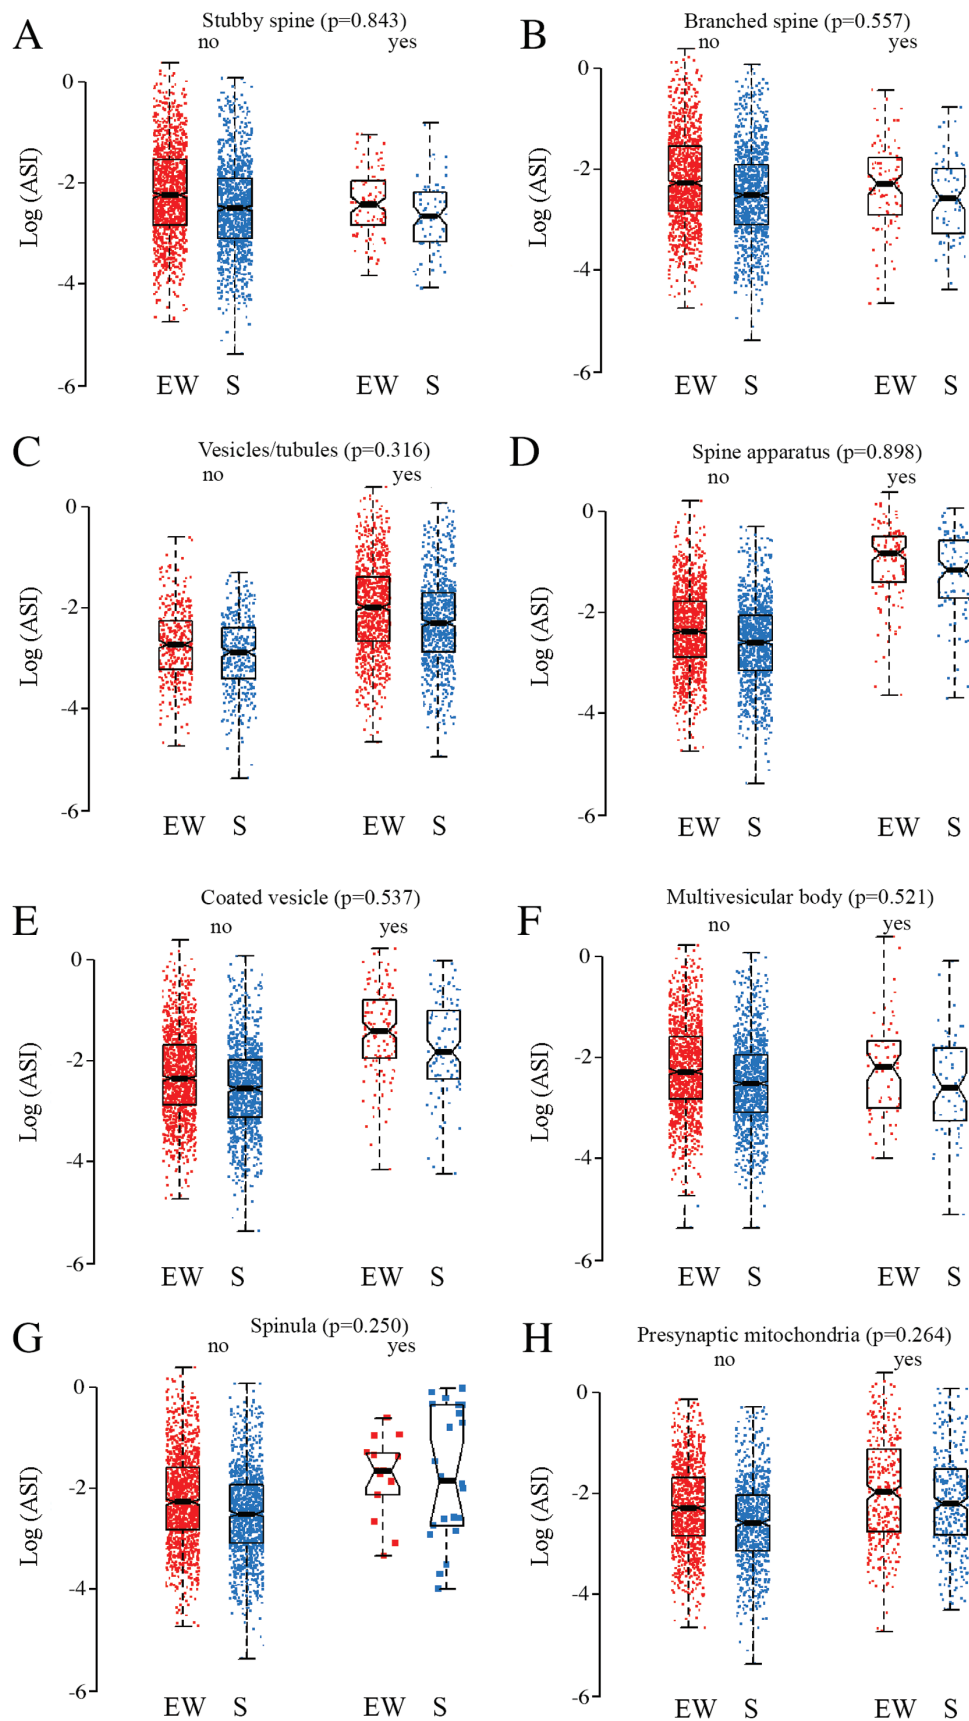 A
Stubby spine (p=0.843)
no yes
Log (ASI)
0
-2
-4
-6
EW S EW S
B
Branched spine (p=0.557)
no yes
Log (ASI)
0
-2
-4
-6
EW S EW S
C
Vesicles/tubules (p=0.316)
no yes
Log (ASI)
0
-2
-4
-6
EW S EW S
D
Spine apparatus (p=0.898)
no yes
Log (ASI)
0
-2
-4
-6
EW S EW S
E
Coated vesicle (p=0.537)
no yes
Log (ASI)
0
-2
-4
-6
EW S EW S
F
Multivesicular body (p=0.521)
no yes
Log (ASI)
0
-2
-4
-6
EW S EW S
G
Spinula (p=0.250)
no yes
Log (ASI)
0
-2
-4
-6
EW S EW S
H
Presynaptic mitochondria (p=0.264)
no yes
Log (ASI)
0
-2
-4
-6
EW S EW S